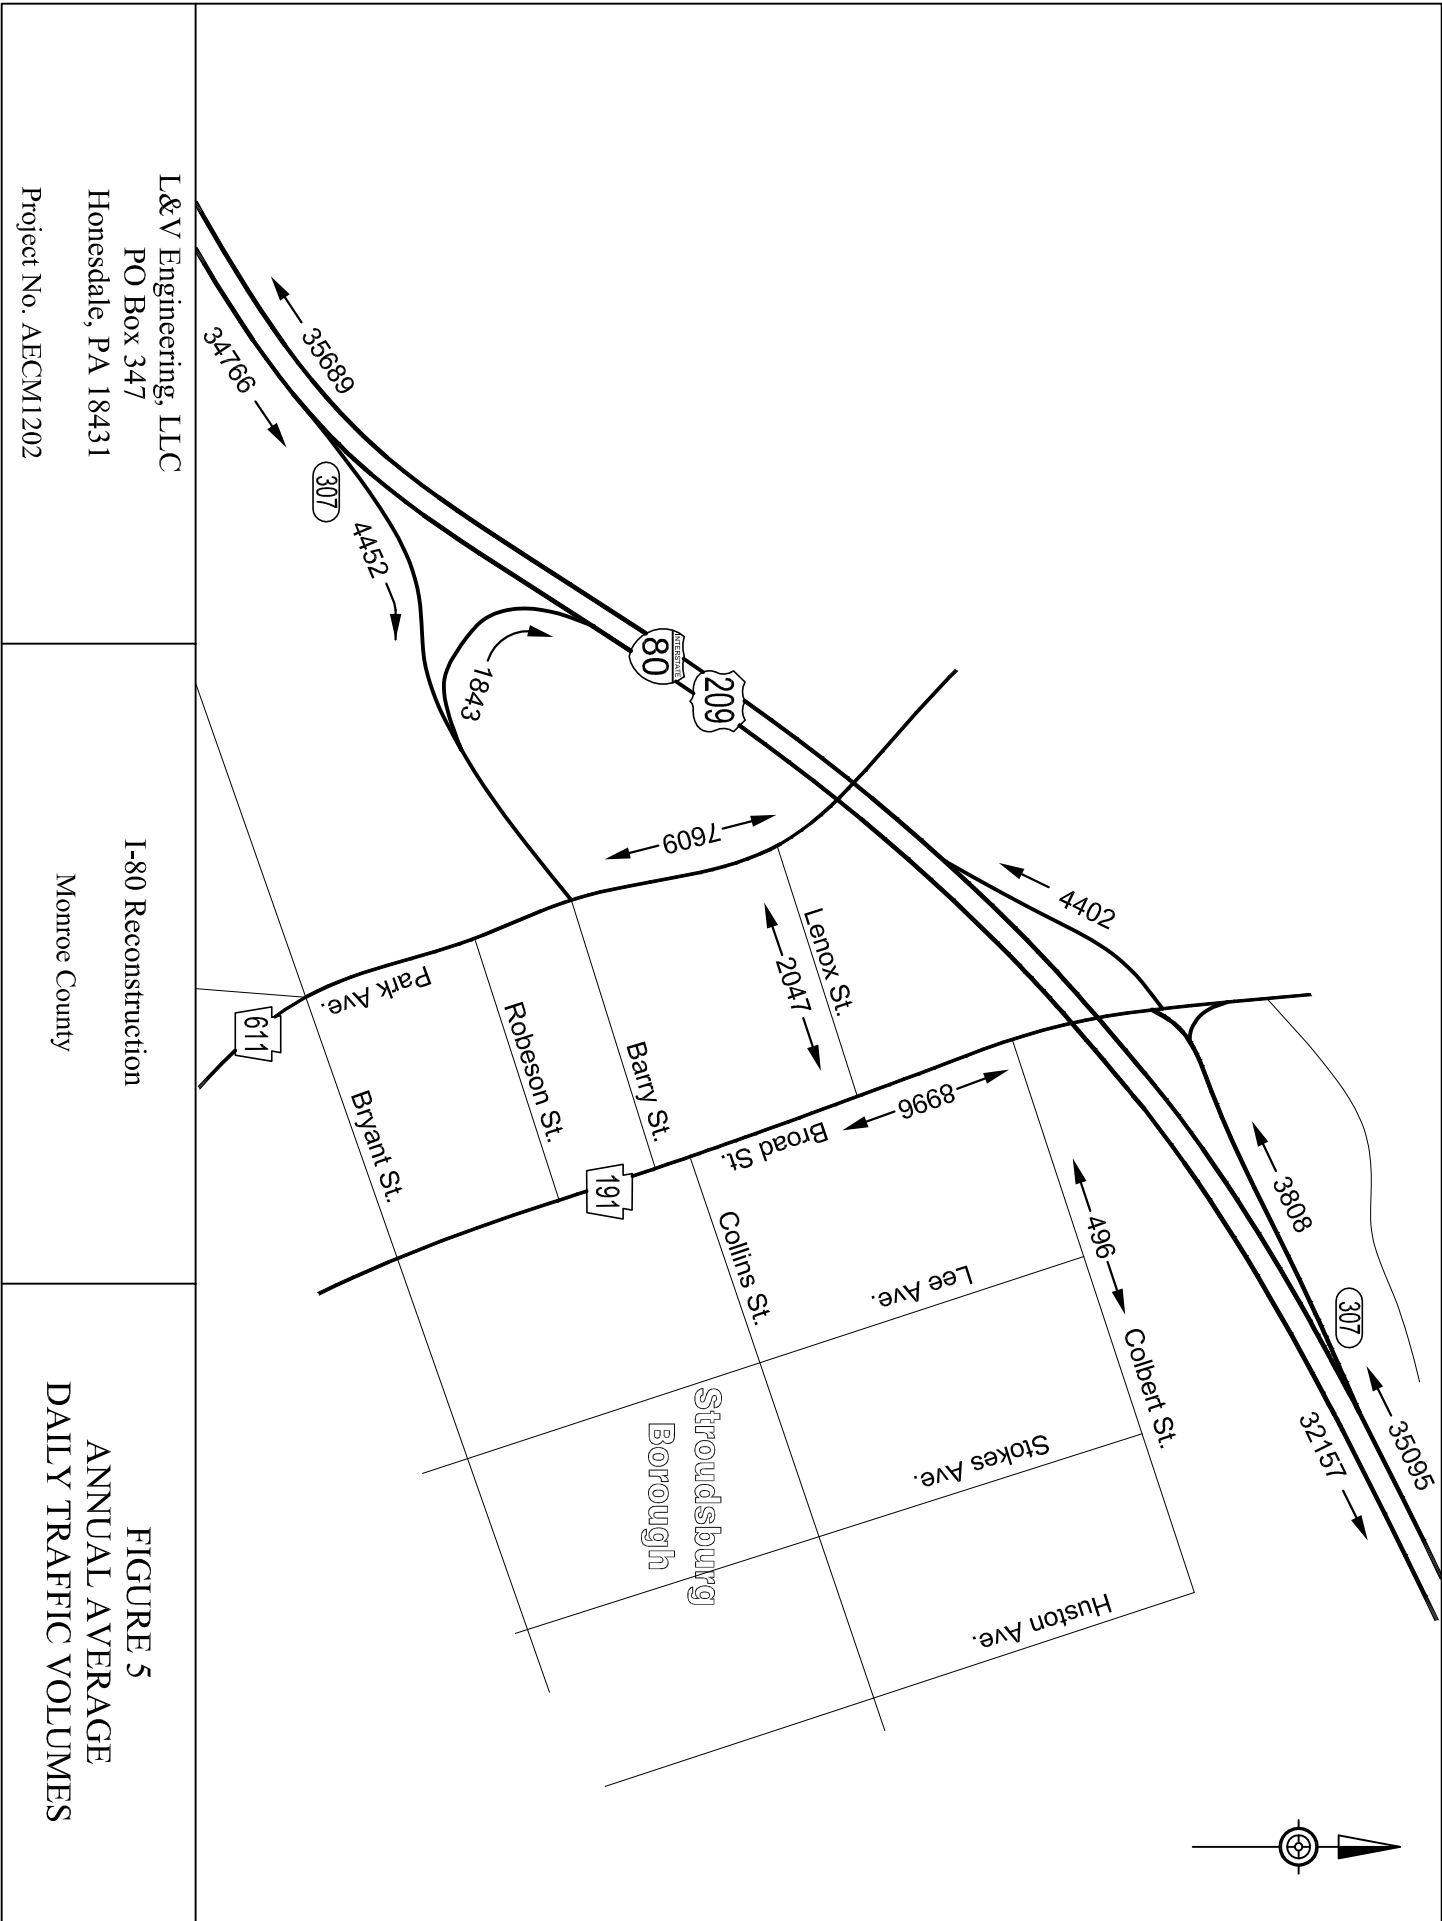 35095
32157
307
3808
4402
Colbert St.
496
Huston Ave.
Stokes Ave.
Lee Ave.
8996
Broad St.
Lenox St.
2047
7609
INTERSTATE
80
209
Stroudsburg
Borough
Collins St.
Barry St.
191
Robeson St.
Park Ave.
Bryant St.
611
1843
4452
307
35689
34766
L&V Engineering, LLC
PO Box 347
Honesdale, PA 18431
Project No. AECM1202
I-80 Reconstruction
Monroe County
FIGURE 5
ANNUAL AVERAGE
DAILY TRAFFIC VOLUMES